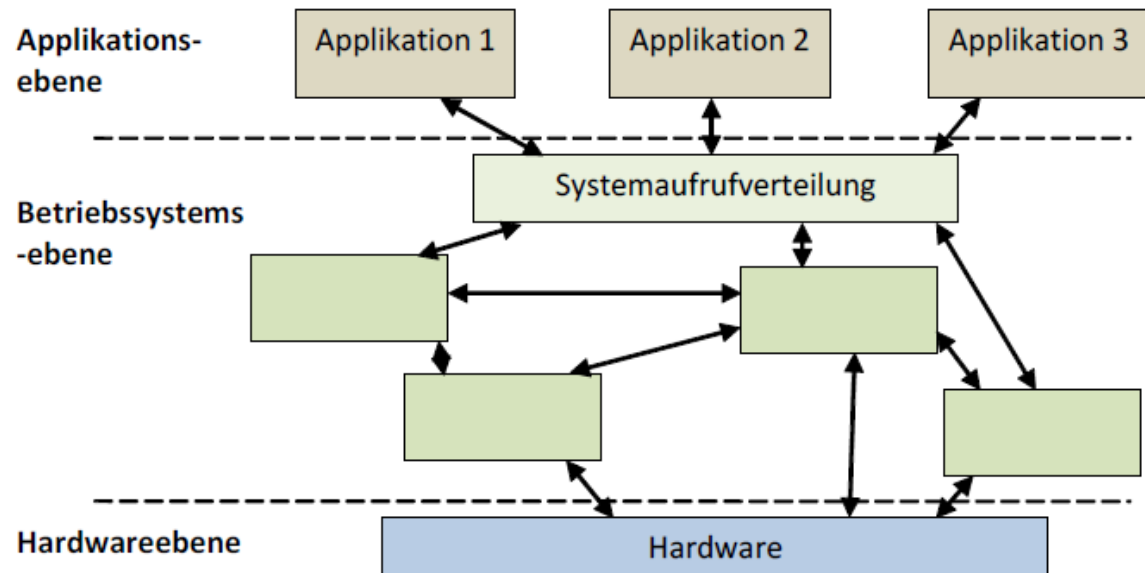 Applikations-
ebene
Applikation 1
Applikation 2
Applikation 3
Systemaufrufverteilung
Betriebssystems
-ebene
Hardwareebene
Hardware